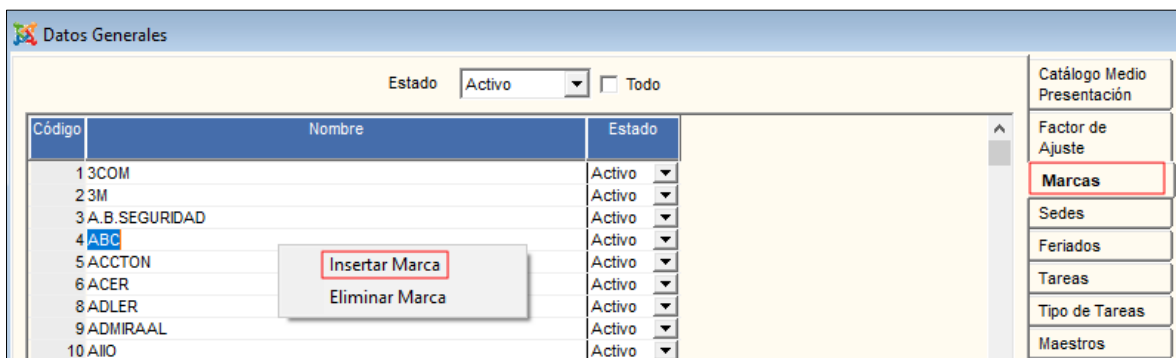 Datos Generales
Estado Activo Todo
Código Nombre Estado
1 3COM Activo
2 3M Activo
3 A.B.SEGURIDAD Activo
4 ABC Activo
5 ACCTON Activo
6 ACER Activo
8 ADLER Activo
9 ADMIRAAL Activo
10 AIIO Activo
Insertar Marca
Eliminar Marca
Catálogo Medio
Presentación
Factor de
Ajuste
Marcas
Sedes
Feriados
Tareas
Tipo de Tareas
Maestros